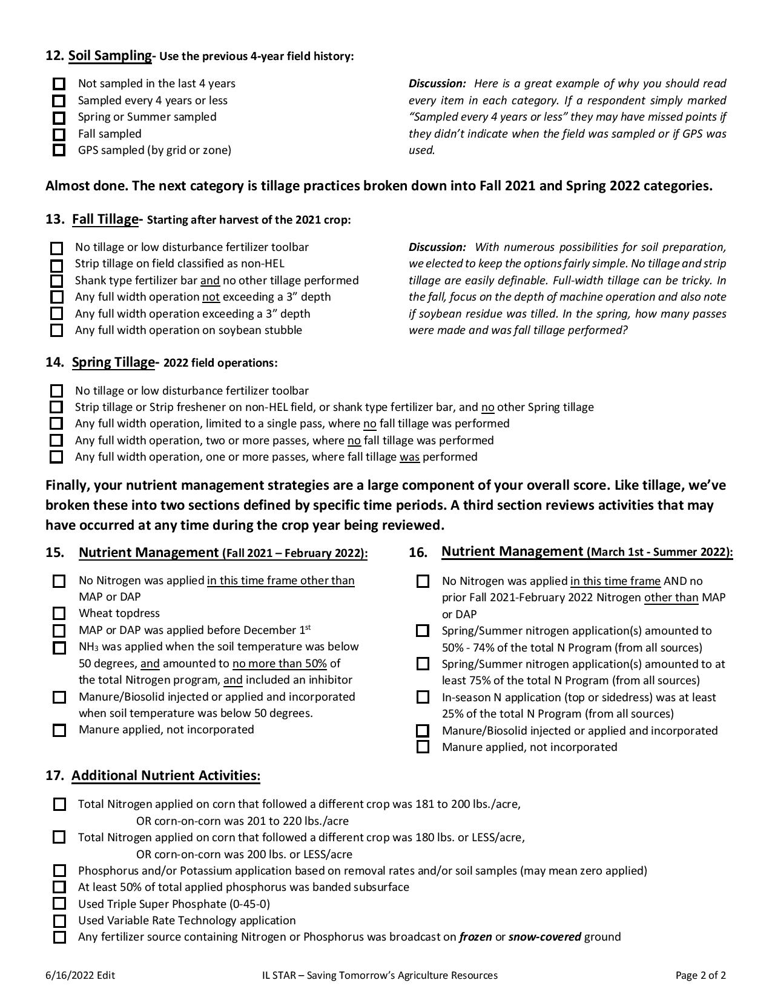 12. Soil Sampling- Use the previous 4-year field history:
Not sampled in the last 4 years
Sampled every 4 years or less
Spring or Summer sampled
Fall sampled
GPS sampled (by grid or zone)
Discussion: Here is a great example of why you should read
every item in each category. If a respondent simply marked
“Sampled every 4 years or less” they may have missed points if
they didn’t indicate when the field was sampled or if GPS was
used.
Almost done. The next category is tillage practices broken down into Fall 2021 and Spring 2022 categories.
13. Fall Tillage- Starting after harvest of the 2021 crop:
No tillage or low disturbance fertilizer toolbar
Strip tillage on field classified as non-HEL
Shank type fertilizer bar and no other tillage performed
Any full width operation not exceeding a 3” depth
Any full width operation exceeding a 3” depth
Any full width operation on soybean stubble
Discussion: With numerous possibilities for soil preparation,
we elected to keep the options fairly simple. No tillage and strip
tillage are easily definable. Full-width tillage can be tricky. In
the fall, focus on the depth of machine operation and also note
if soybean residue was tilled. In the spring, how many passes
were made and was fall tillage performed?
14. Spring Tillage- 2022 field operations:
No tillage or low disturbance fertilizer toolbar
Strip tillage or Strip freshener on non-HEL field, or shank type fertilizer bar, and no other Spring tillage
Any full width operation, limited to a single pass, where no fall tillage was performed
Any full width operation, two or more passes, where no fall tillage was performed
Any full width operation, one or more passes, where fall tillage was performed
Finally, your nutrient management strategies are a large component of your overall score. Like tillage, we’ve
broken these into two sections defined by specific time periods. A third section reviews activities that may
have occurred at any time during the crop year being reviewed.
15. Nutrient Management (Fall 2021 – February 2022):
No Nitrogen was applied in this time frame other than
MAP or DAP
Wheat topdress
MAP or DAP was applied before December 1st
NH3 was applied when the soil temperature was below
50 degrees, and amounted to no more than 50% of
the total Nitrogen program, and included an inhibitor
Manure/Biosolid injected or applied and incorporated
when soil temperature was below 50 degrees.
Manure applied, not incorporated
16. Nutrient Management (March 1st - Summer 2022):
No Nitrogen was applied in this time frame AND no
prior Fall 2021-February 2022 Nitrogen other than MAP
or DAP
Spring/Summer nitrogen application(s) amounted to
50% - 74% of the total N Program (from all sources)
Spring/Summer nitrogen application(s) amounted to at
least 75% of the total N Program (from all sources)
In-season N application (top or sidedress) was at least
25% of the total N Program (from all sources)
Manure/Biosolid injected or applied and incorporated
Manure applied, not incorporated
17. Additional Nutrient Activities:
Total Nitrogen applied on corn that followed a different crop was 181 to 200 lbs./acre,
OR corn-on-corn was 201 to 220 lbs./acre
Total Nitrogen applied on corn that followed a different crop was 180 lbs. or LESS/acre,
OR corn-on-corn was 200 lbs. or LESS/acre
Phosphorus and/or Potassium application based on removal rates and/or soil samples (may mean zero applied)
At least 50% of total applied phosphorus was banded subsurface
Used Triple Super Phosphate (0-45-0)
Used Variable Rate Technology application
Any fertilizer source containing Nitrogen or Phosphorus was broadcast on frozen or snow-covered ground
6/16/2022 Edit
IL STAR – Saving Tomorrow’s Agriculture Resources
Page 2 of 2